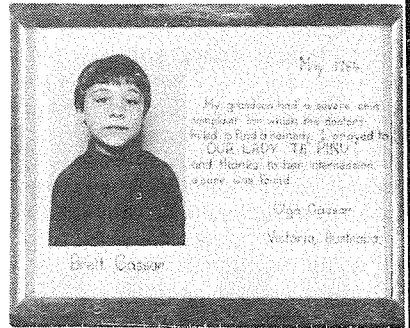 May 1986
My grandson had a severe skin
complaint for which the doctors
failed to find a remedy. I prayed to
OUR LADY TA' PINU
and thanks to her intercession
a cure was found.
Olga Cassar
Victoria, Australia.
Brett Cassar